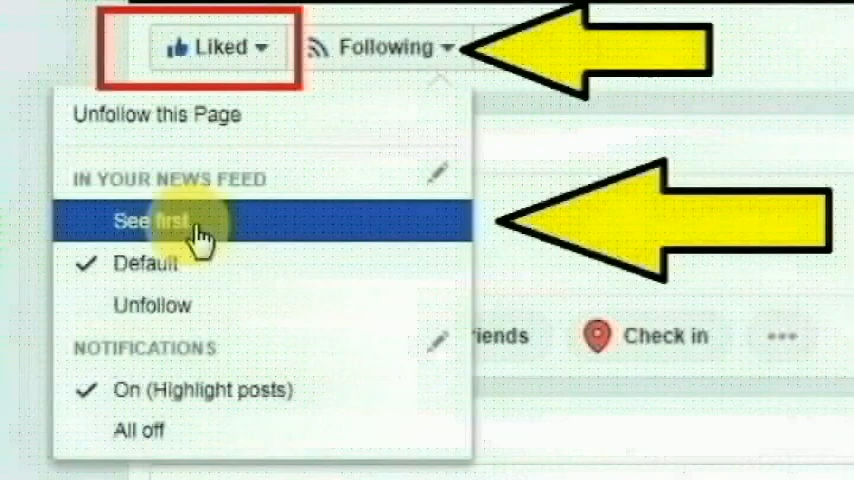 Liked Following
Unfollow this Page
IN YOUR NEWS FEED
See first
Default
Unfollow
NOTIFICATIONS
riends Check in
On (Highlight posts)
All off